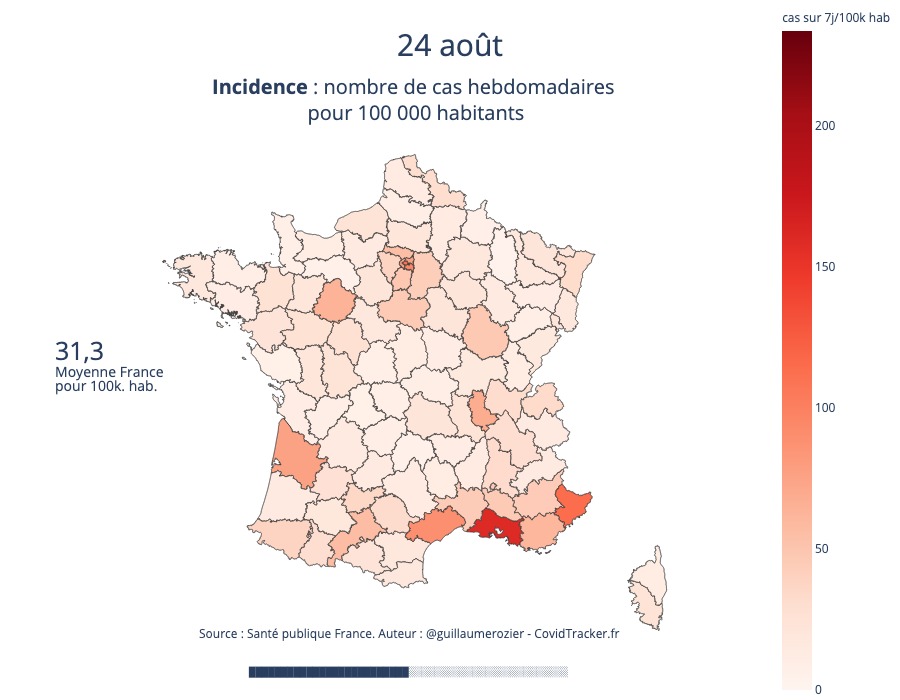 cas sur 7j/100k hab
24 août
Incidence : nombre de cas hebdomadaires
pour 100 000 habitants
200
150
100
50
0
31,3
Moyenne France
pour 100k. hab.
Source : Santé publique France. Auteur : @guillaumerozier - CovidTracker.fr